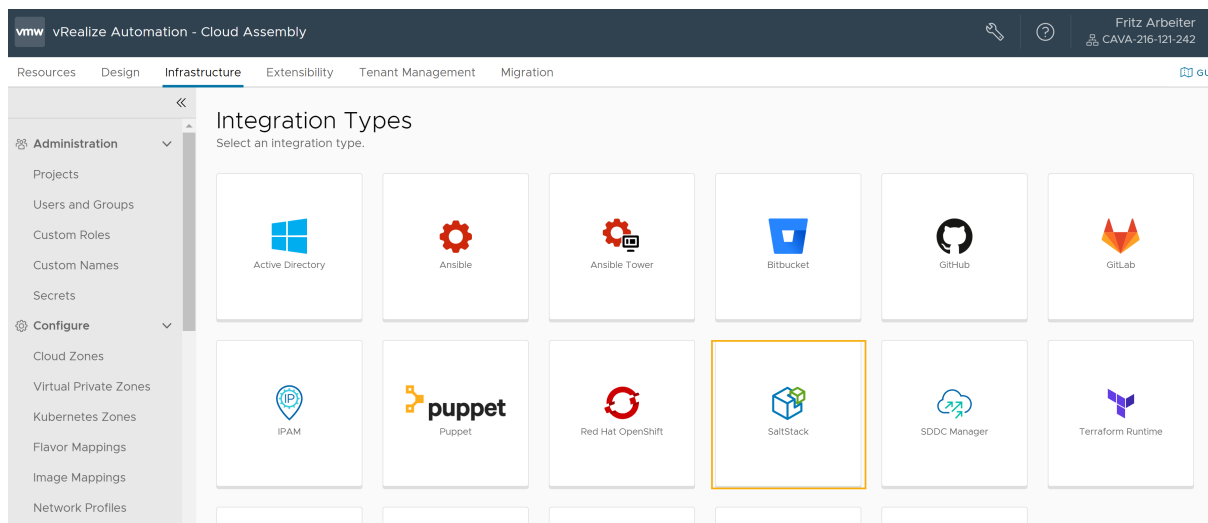 vmw vRealize Automation - Cloud Assembly
Fritz Arbeiter
CAVA-216-121-242
Resources Design Infrastructure Extensibility Tenant Management Migration
GU
Administration
Projects
Users and Groups
Custom Roles
Custom Names
Secrets
Configure
Cloud Zones
Virtual Private Zones
Kubernetes Zones
Flavor Mappings
Image Mappings
Network Profiles
Integration Types
Select an integration type.
Active Directory
Ansible
Ansible Tower
Bitbucket
GitHub
GitLab
IP
IPAM
puppet
Puppet
Red Hat OpenShift
SaltStack
SDDC Manager
Terraform Runtime